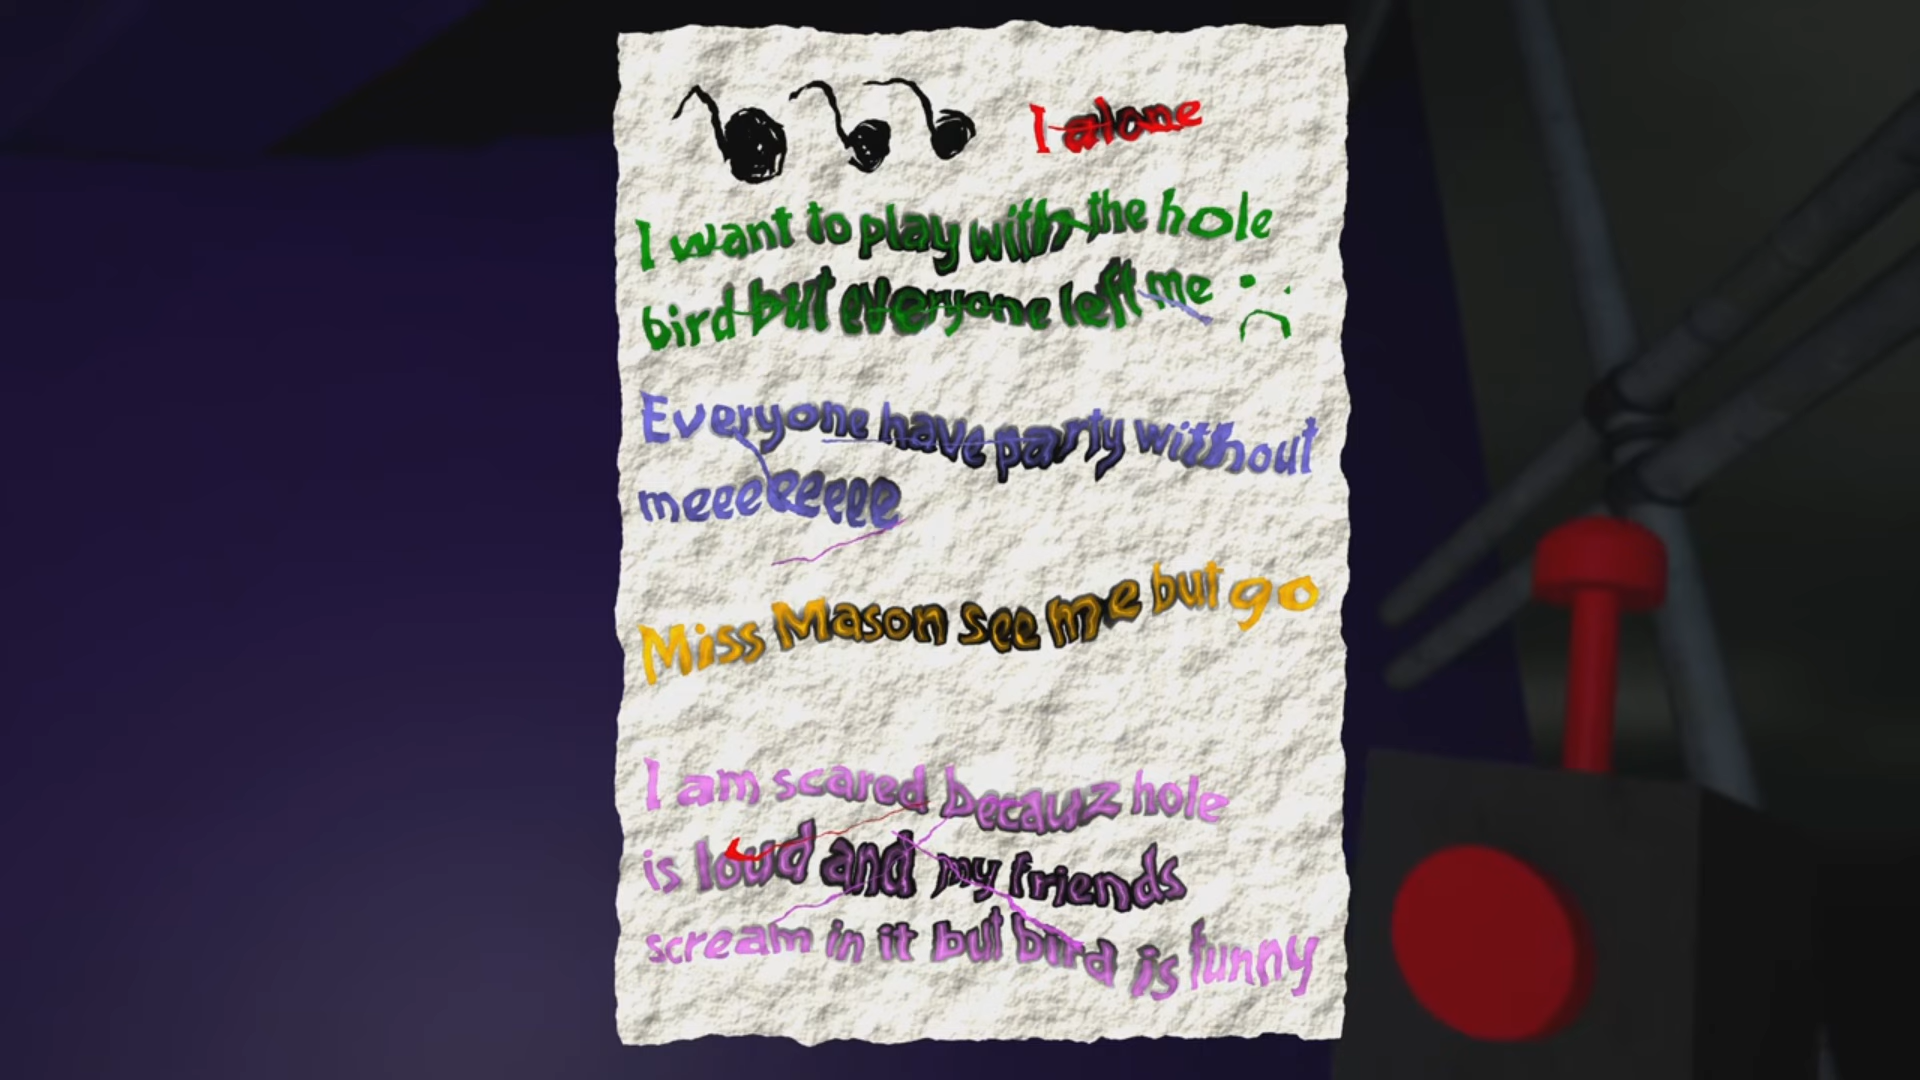 I alone
I want to play with the hole
bird but everyone left me :(
Everyone have party without
meeeeeeee
Miss Mason see me but go
I am scared becauz hole
is loud and my friends
scream in it but bird is funny